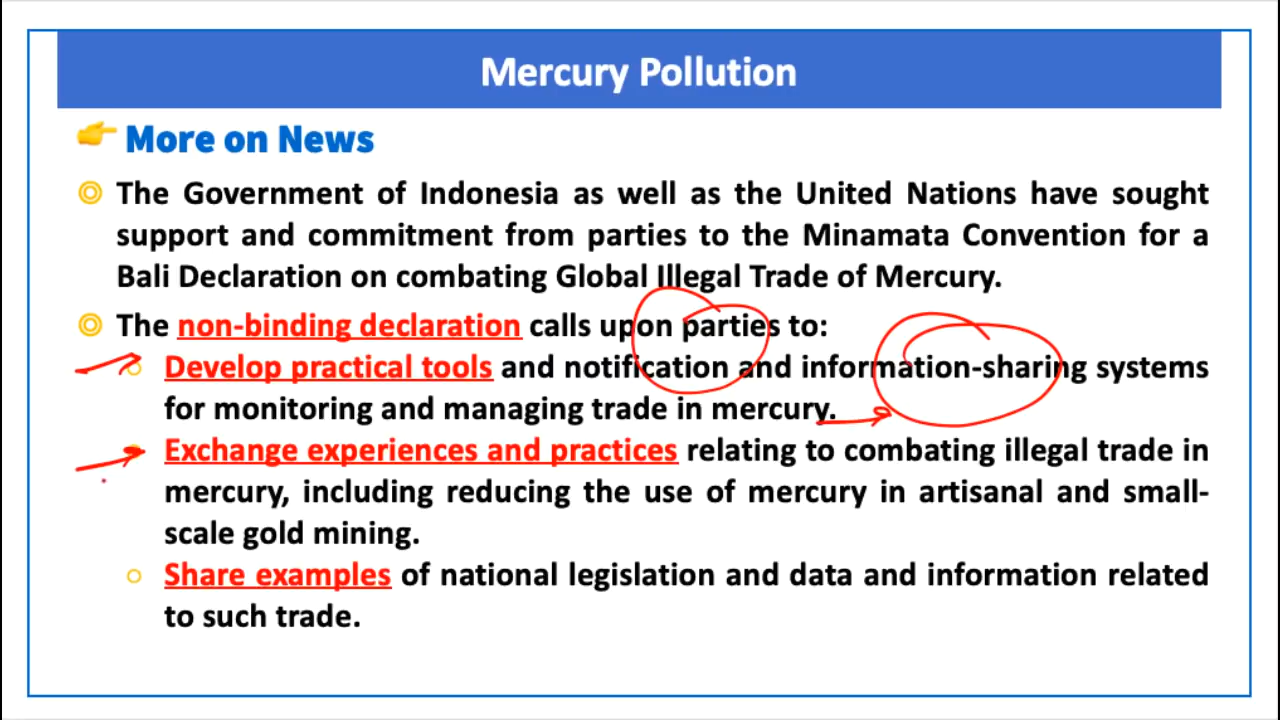 Mercury Pollution
More on News
The Government of Indonesia as well as the United Nations have sought
support and commitment from parties to the Minamata Convention for a
Bali Declaration on combating Global Illegal Trade of Mercury.
The non-binding declaration calls upon parties to:
Develop practical tools and notification and information-sharing systems
for monitoring and managing trade in mercury.
Exchange experiences and practices relating to combating illegal trade in
mercury, including reducing the use of mercury in artisanal and small-
scale gold mining.
Share examples of national legislation and data and information related
to such trade.